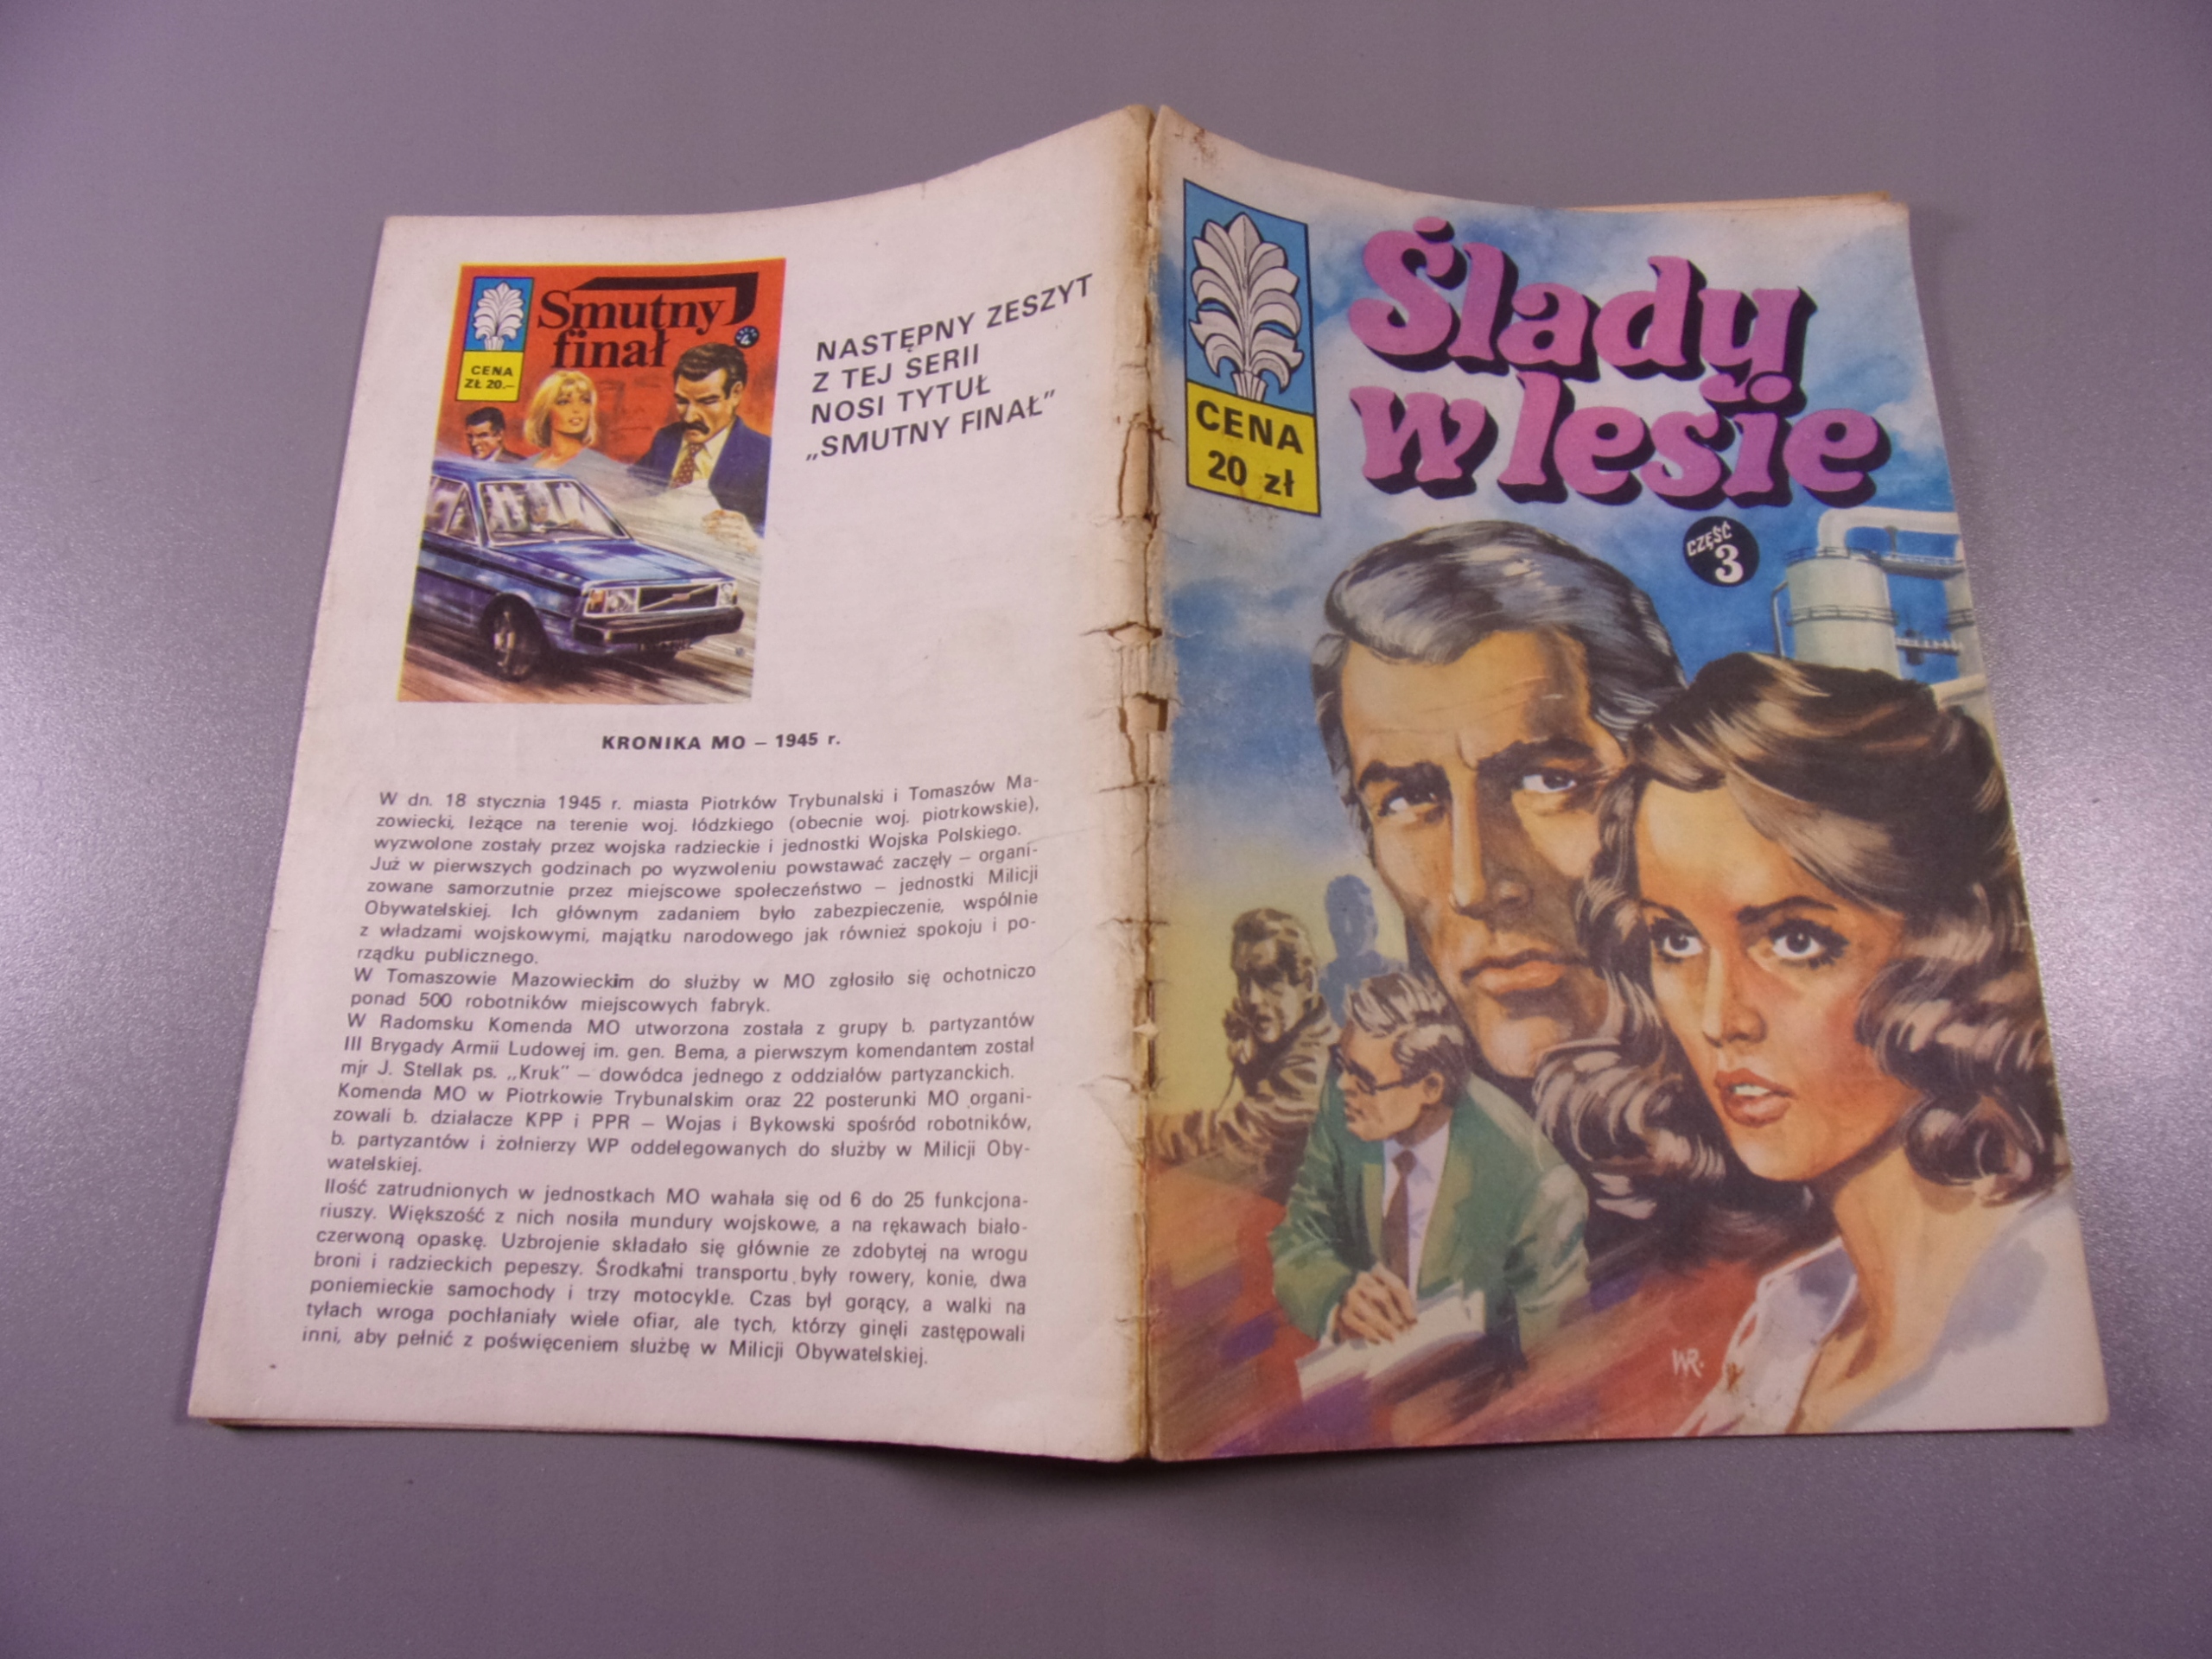 Smutny
finał
4
CENA
ZŁ 20.–
NASTĘPNY ZESZYT
Z TEJ SERII
NOSI TYTUŁ
„SMUTNY FINAŁ”
KRONIKA MO – 1945 r.
W dn. 18 stycznia 1945 r. miasta Piotrków Trybunalski i Tomaszów Ma-
zowiecki, leżące na terenie woj. łódzkiego (obecnie woj. piotrkowskie),
wyzwolone zostały przez wojska radzieckie i jednostki Wojska Polskiego.
Już w pierwszych godzinach po wyzwoleniu powstawać zaczęły – organi-
zowane samorzutnie przez miejscowe społeczeństwo – jednostki Milicji
Obywatelskiej. Ich głównym zadaniem było zabezpieczenie, wspólnie
z władzami wojskowymi, majątku narodowego jak również spokoju i po-
rządku publicznego.
W Tomaszowie Mazowieckim do służby w MO zgłosiło się ochotniczo
ponad 500 robotników miejscowych fabryk.
W Radomsku Komenda MO utworzona została z grupy b. partyzantów
III Brygady Armii Ludowej im. gen. Bema, a pierwszym komendantem został
mjr J. Stellak ps. „Kruk” – dowódca jednego z oddziałów partyzanckich.
Komenda MO w Piotrkowie Trybunalskim oraz 22 posterunki MO organi-
zowali b. działacze KPP i PPR – Wojas i Bykowski spośród robotników,
b. partyzantów i żołnierzy WP oddelegowanych do służby w Milicji Oby-
watelskiej.
Ilość zatrudnionych w jednostkach MO wahała się od 6 do 25 funkcjona-
riuszy. Większość z nich nosiła mundury wojskowe, a na rękawach biało-
czerwoną opaskę. Uzbrojenie składało się głównie ze zdobytej na wrogu
broni i radzieckich pepeszy. Środkami transportu były rowery, konie, dwa
poniemieckie samochody i trzy motocykle. Czas był gorący, a walki na
tyłach wroga pochłaniały wiele ofiar, ale tych, którzy ginęli zastępowali
inni, aby pełnić z poświęceniem służbę w Milicji Obywatelskiej.
Ślady
w lesie
CZĘŚĆ
3
CENA
20 zł
WR.